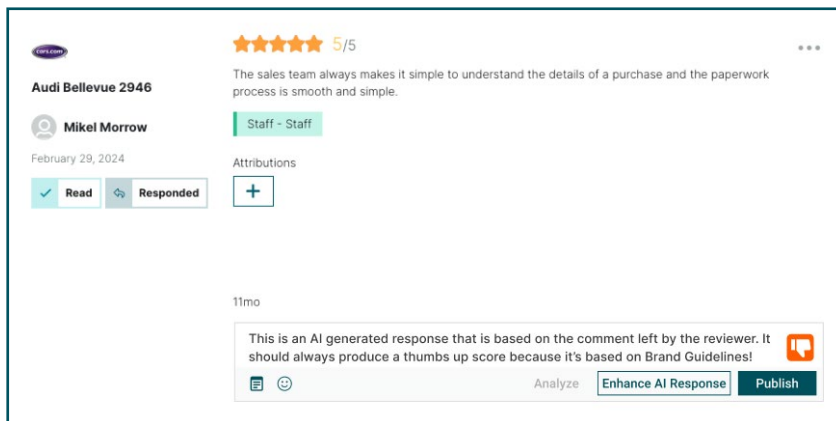 cars.com
5/5
The sales team always makes it simple to understand the details of a purchase and the paperwork
process is smooth and simple.
Audi Bellevue 2946
Mikel Morrow
Staff - Staff
February 29, 2024
Attributions
Read
Responded
+
11mo
This is an AI generated response that is based on the comment left by the reviewer. It
should always produce a thumbs up score because it’s based on Brand Guidelines!
Analyze
Enhance AI Response
Publish